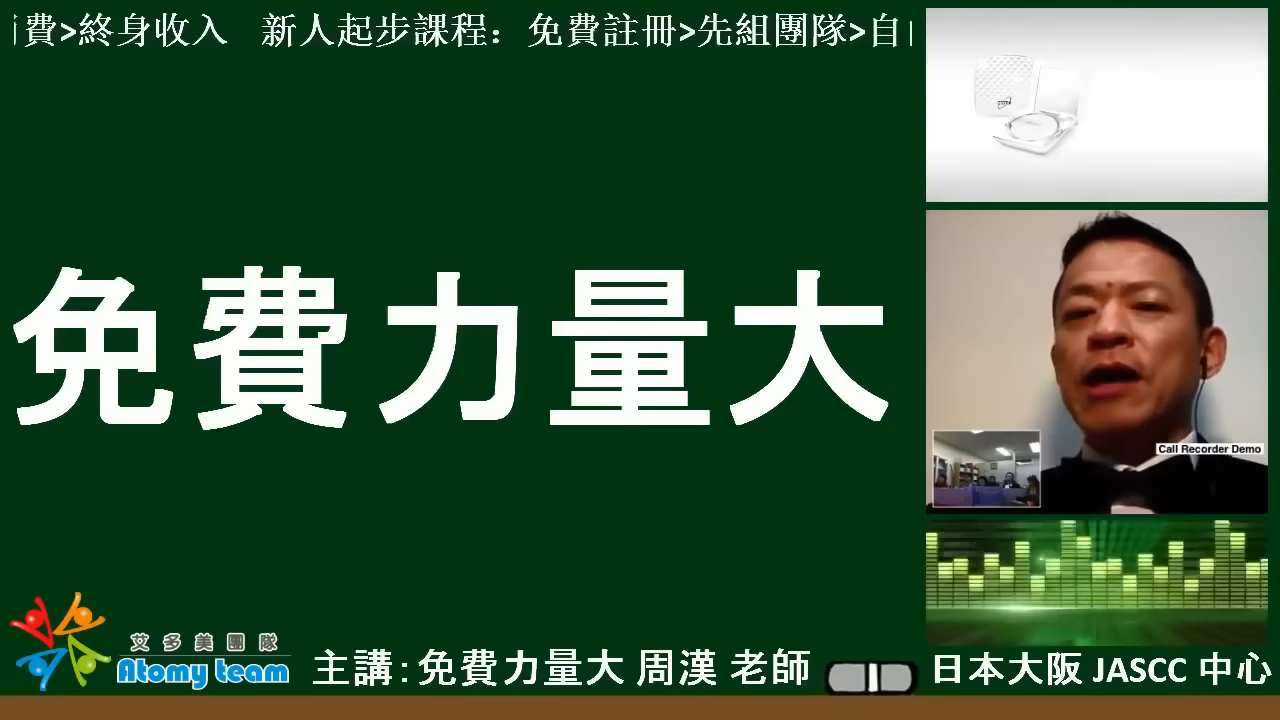 費>終身收入 新人起步課程：免費註冊>先組團隊>自
免費力量大
Call Recorder Demo
艾多美團隊
Atomy team
主講：免費力量大 周漢 老師
日本大阪 JASCC 中心